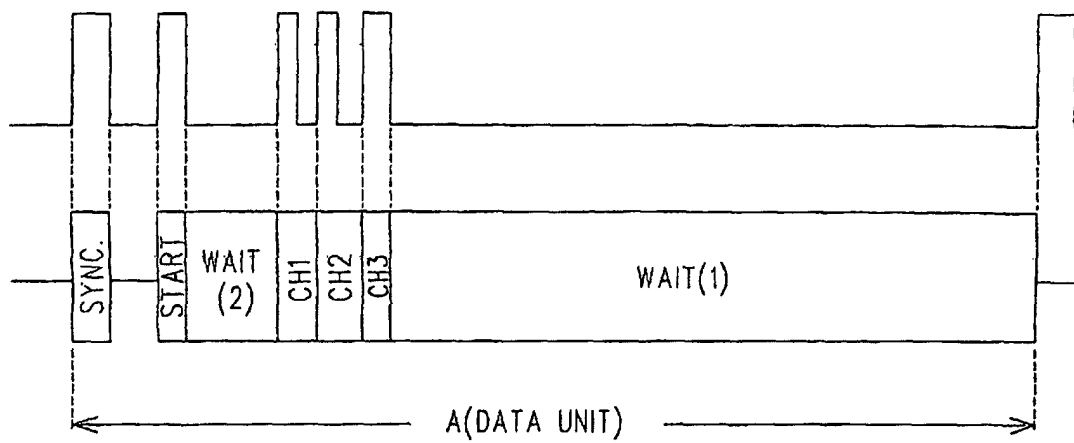 SYNC.
START
WAIT
(2)
CH1
CH2
CH3
WAIT(1)
A(DATA UNIT)